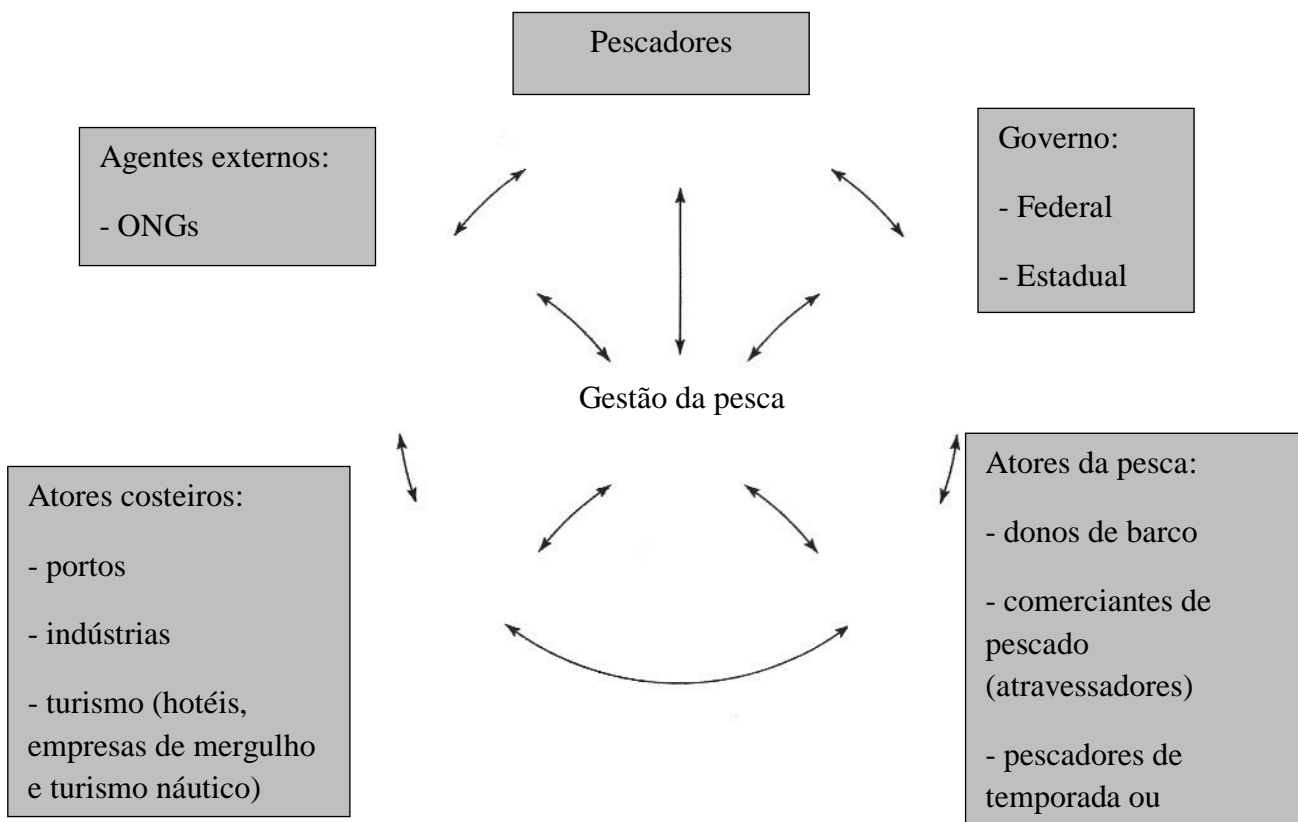 Pescadores
Agentes externos:
- ONGs
Governo:
- Federal
- Estadual
Gestão da pesca
Atores costeiros:
- portos
- indústrias
- turismo (hotéis,
empresas de mergulho
e turismo náutico)
Atores da pesca:
- donos de barco
- comerciantes de
pescado
(atravessadores)
- pescadores de
temporada ou